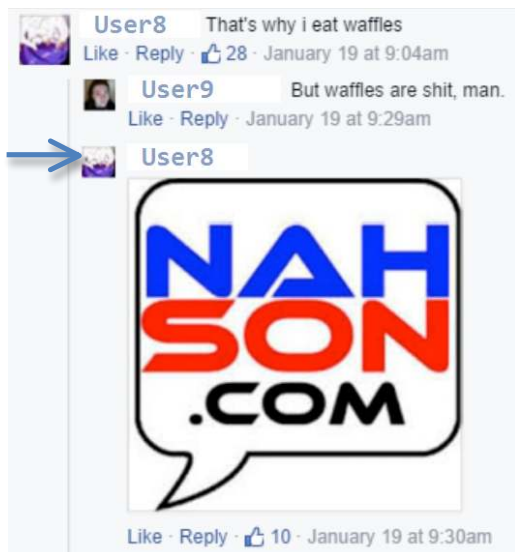 User8 That's why i eat waffles
Like · Reply · 28 · January 19 at 9:04am
User9 But waffles are shit, man.
Like · Reply · January 19 at 9:29am
User8
NAH
SON
.COM
Like · Reply · 10 · January 19 at 9:30am